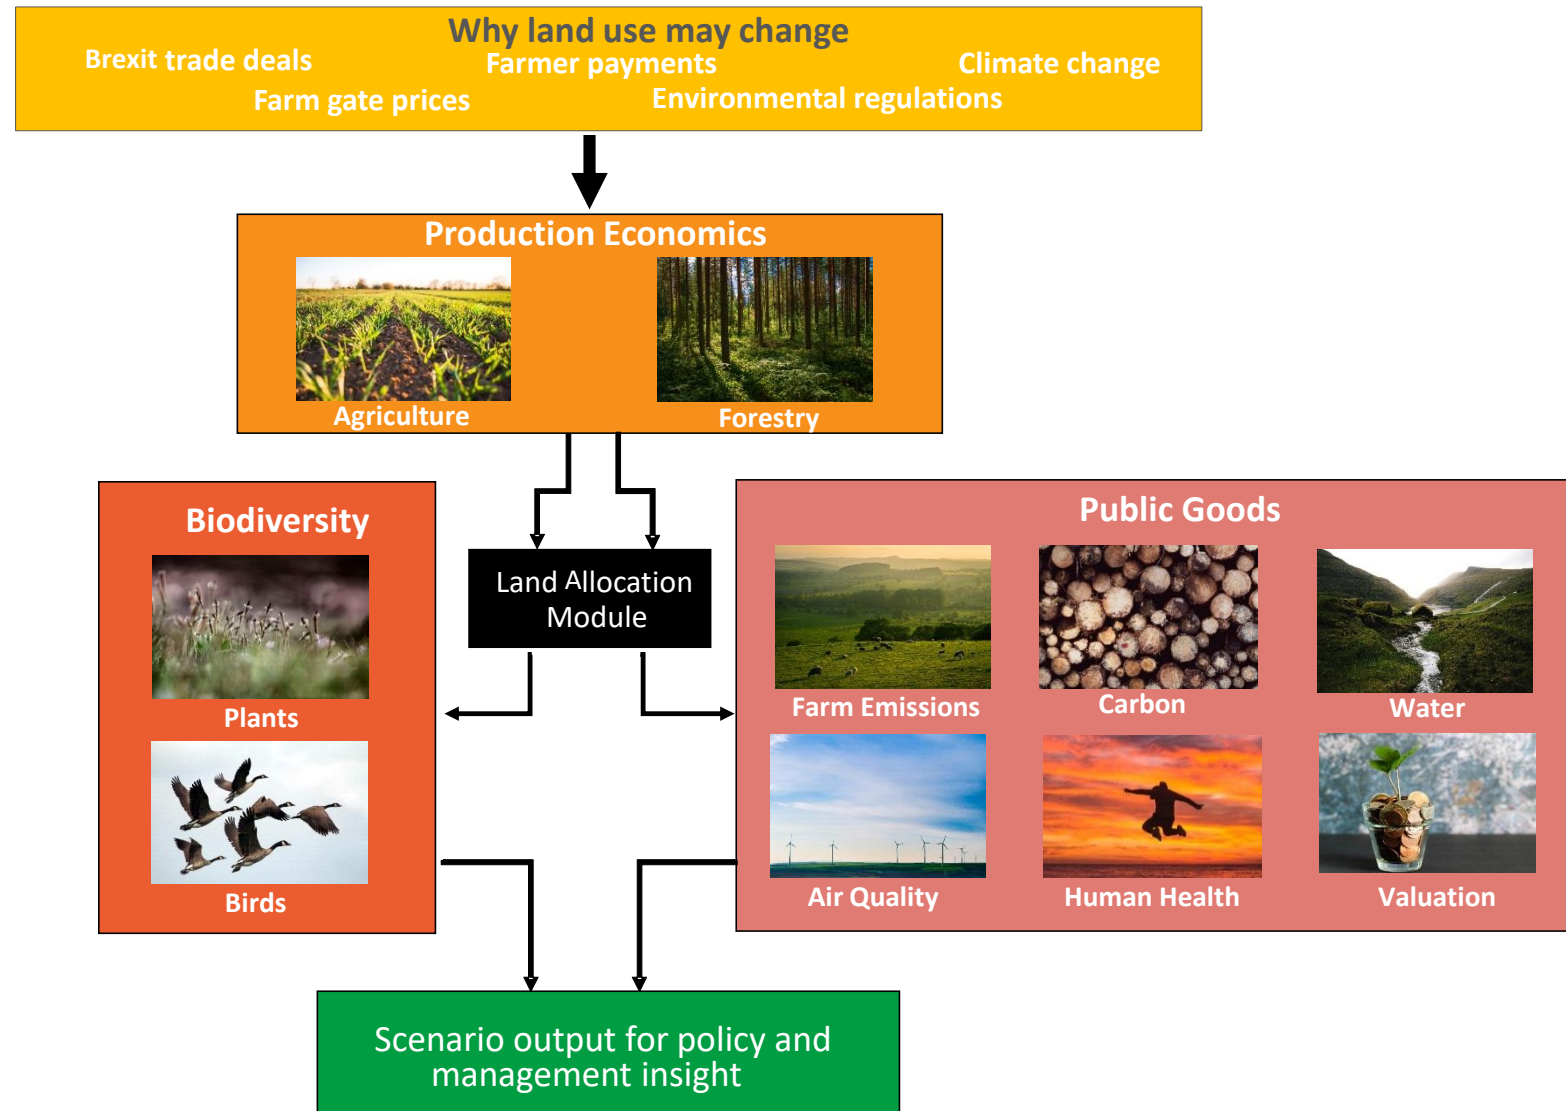 Why land use may change
Brexit trade deals
Farmer payments
Climate change
Farm gate prices
Environmental regulations
Production Economics
Agriculture
Forestry
Biodiversity
Plants
Birds
Land Allocation
Module
Public Goods
Farm Emissions
Carbon
Water
Air Quality
Human Health
Valuation
Scenario output for policy and
management insight